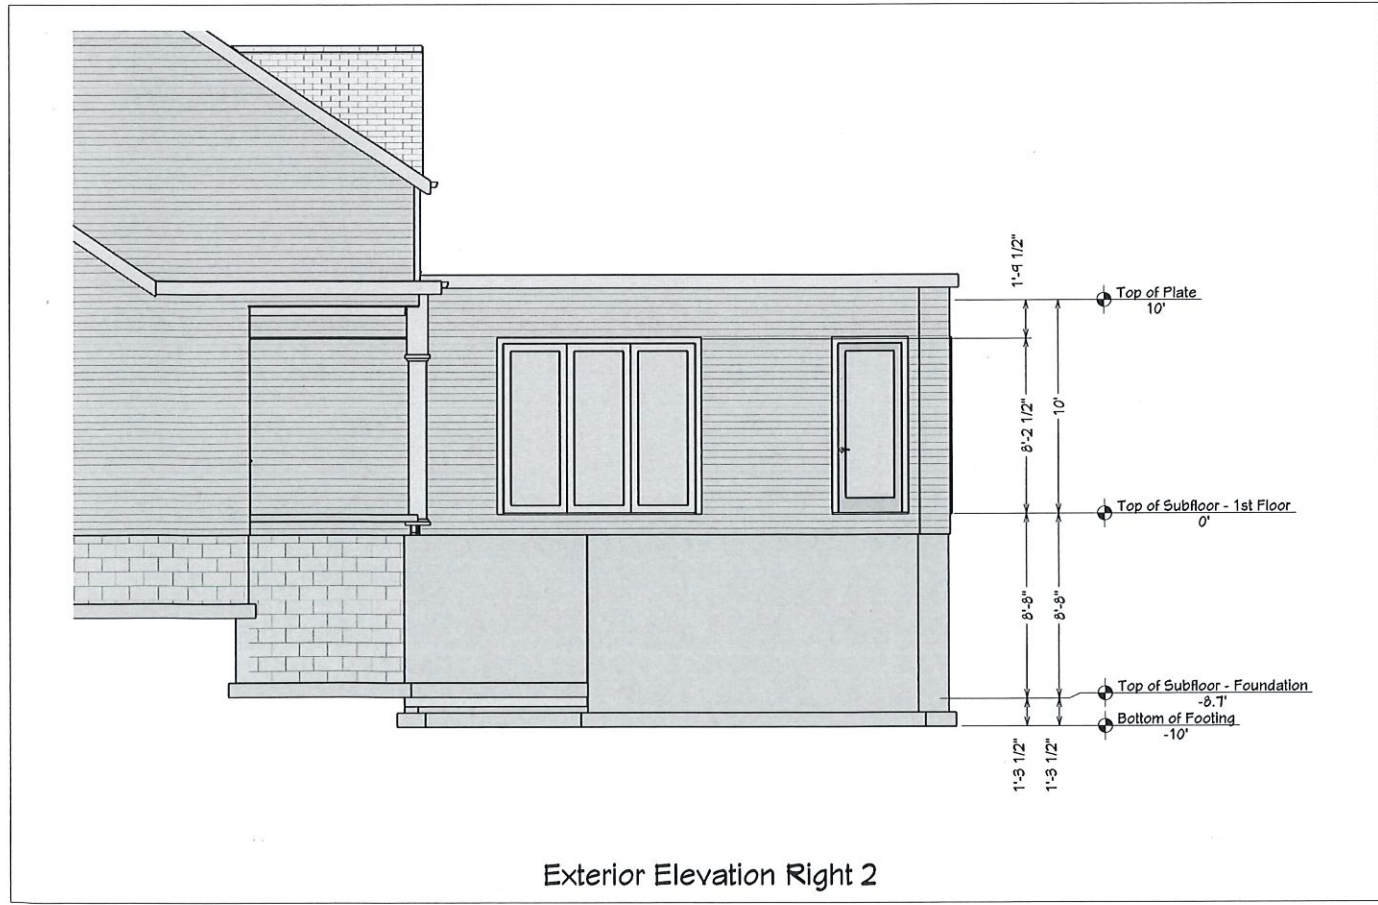 1'-9 1/2"
Top of Plate
10'
8'-2 1/2"
10'
Top of Subfloor - 1st Floor
0'
8'-8"
8'-8"
Top of Subfloor - Foundation
-8.7'
Bottom of Footing
-10'
1'-3 1/2"
1'-3 1/2"
Exterior Elevation Right 2